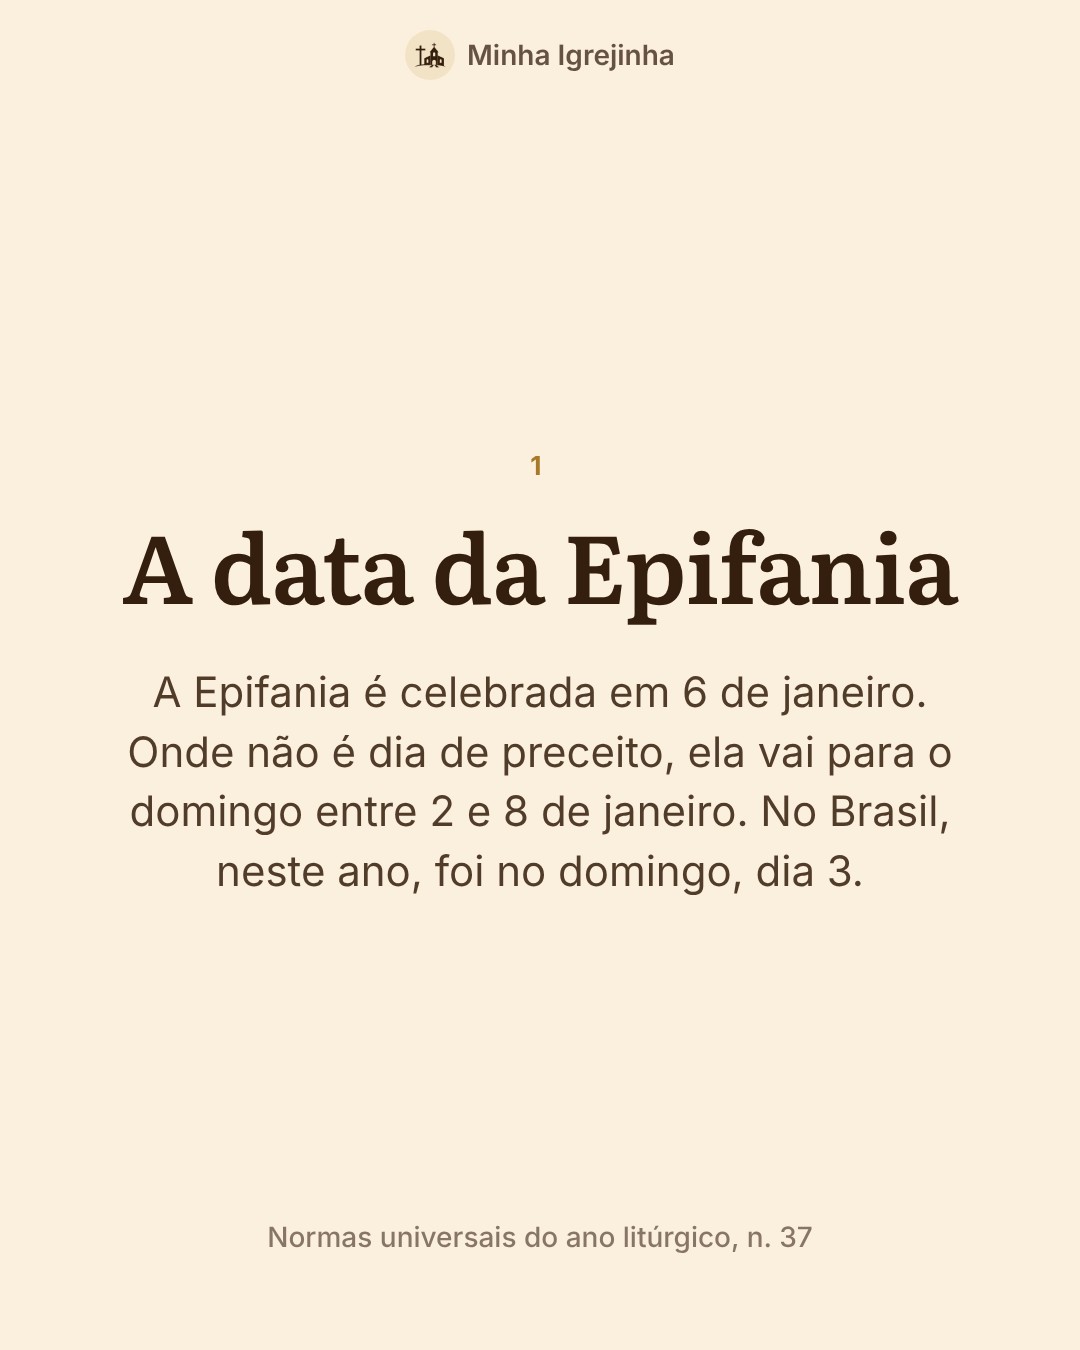 Minha Igrejinha
1
A data da Epifania
A Epifania é celebrada em 6 de janeiro.
Onde não é dia de preceito, ela vai para o
domingo entre 2 e 8 de janeiro. No Brasil,
neste ano, foi no domingo, dia 3.
Normas universais do ano litúrgico, n. 37